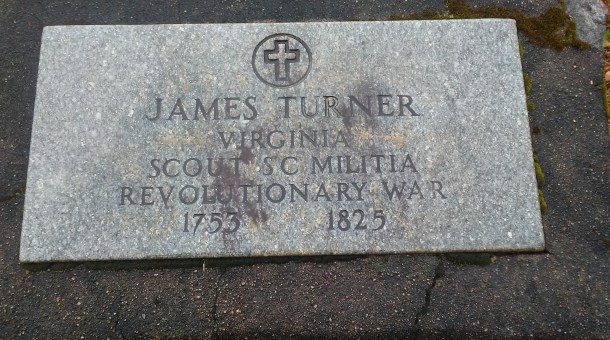 JAMES TURNER
VIRGINIA
SCOUT SC MILITIA
REVOLUTIONARY WAR
1753 1825